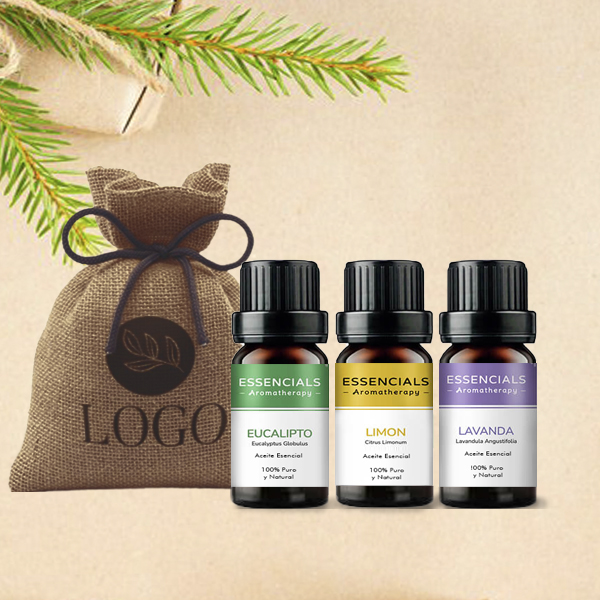 LOGO
ESSENCIALS
Aromatherapy
EUCALIPTO
Eucalyptus Globulus
Aceite Esencial
100% Puro
y Natural
ESSENCIALS
Aromatherapy
LIMON
Citrus Limonum
Aceite Esencial
100% Puro
y Natural
ESSENCIALS
Aromatherapy
LAVANDA
Lavandula Angustifolia
Aceite Esencial
100% Puro
y Natural